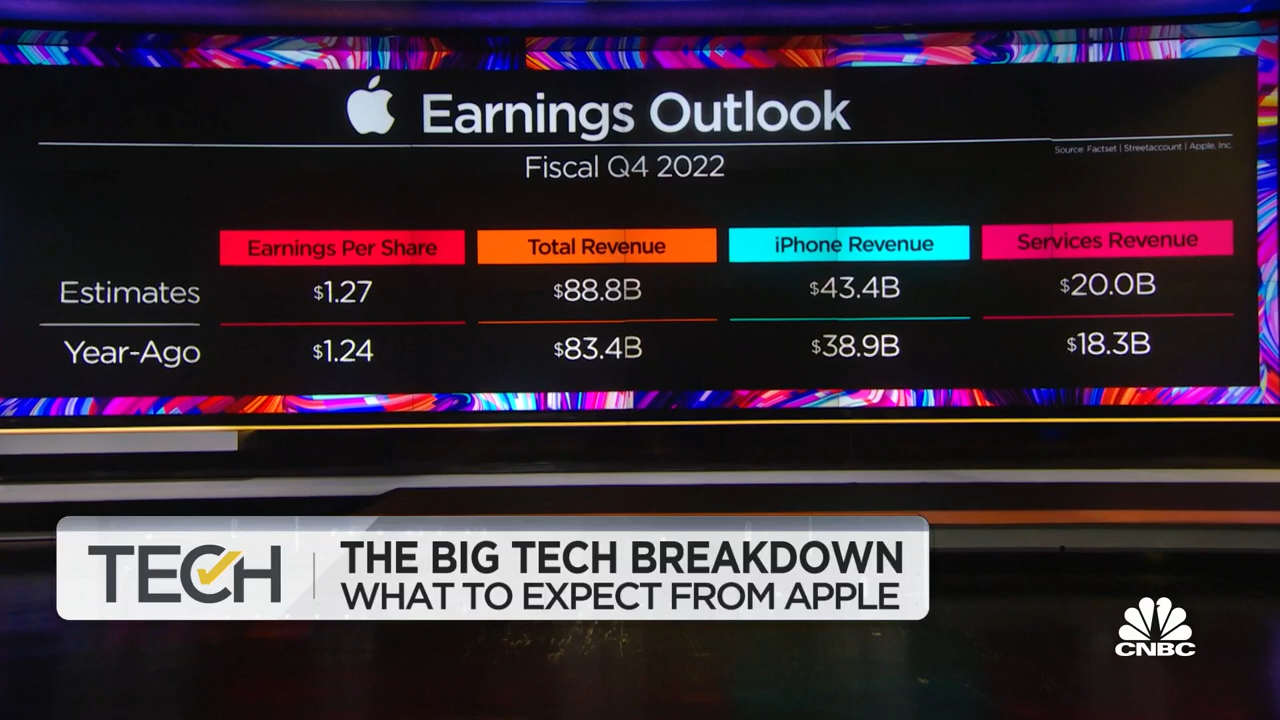 Earnings Outlook
Source: Factset | Streetaccount | Apple, Inc.
Fiscal Q4 2022
Earnings Per Share Total Revenue iPhone Revenue Services Revenue
Estimates $1.27 $88.8B $43.4B $20.0B
Year-Ago $1.24 $83.4B $38.9B $18.3B
TECH THE BIG TECH BREAKDOWN
WHAT TO EXPECT FROM APPLE
CNBC